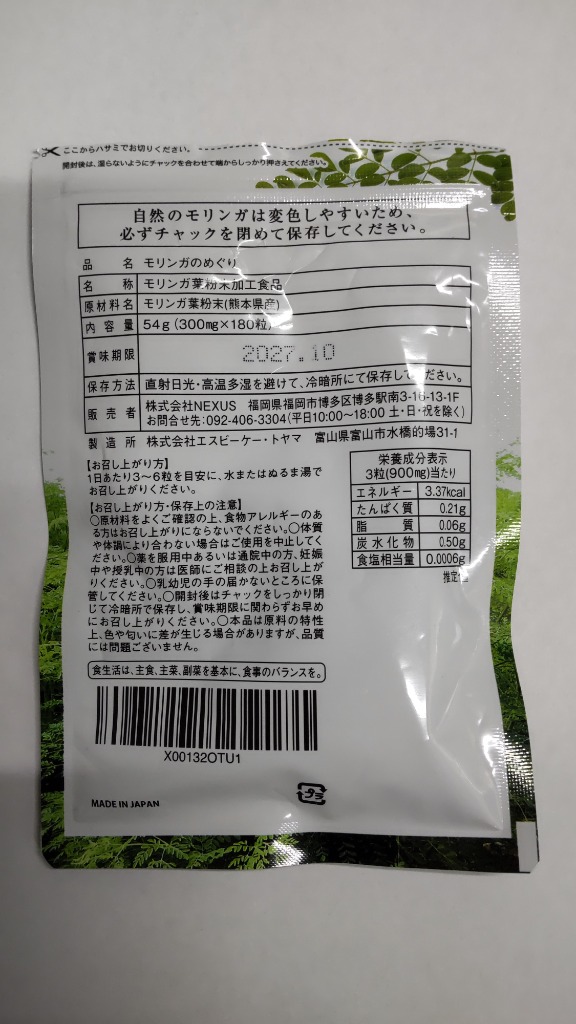 ここからハサミでお切りください。
開封後は、湿らないようにチャックを合わせて端からしっかり押さえてください。
自然のモリンガは変色しやすいため、
必ずチャックを閉めて保存してください。
品名 モリンガのめぐり
名称 モリンガ葉粉末加工食品
原材料名 モリンガ葉粉末(熊本県産)
内容量 54g(300mg×180粒)
賞味期限 2027.10
保存方法 直射日光・高温多湿を避けて、冷暗所にて保存してください。
販売者 株式会社NEXUS 福岡県福岡市博多区博多駅南3-16-13-1F
お問合せ先:092-406-3304(平日10:00〜18:00 土・日・祝を除く)
製造所 株式会社エスビーケー・トヤマ 富山県富山市水橋的場31-1
【お召し上がり方】
1日あたり3〜6粒を目安に、水またはぬるま湯で
お召し上がりください。
【お召し上がり方・保存上の注意】
○原材料をよくご確認の上、食物アレルギーのあ
る方はお召し上がりにならないでください。○体質
や体調により合わない場合はご使用を中止してく
ださい。○薬を服用中あるいは通院中の方、妊娠
中や授乳中の方は医師にご相談の上お召し上が
りください。○乳幼児の手の届かないところに保
管してください。○開封後はチャックをしっかり閉
じて冷暗所で保存し、賞味期限に関わらずお早め
にお召し上がりください。○本品は原料の特性
上、色や匂いに差が生じる場合がありますが、品質
には問題ございません。
食生活は、主食、主菜、副菜を基本に、食事のバランスを。
栄養成分表示
3粒(900mg)当たり
エネルギー 3.37kcal
たんぱく質 0.21g
脂質 0.06g
炭水化物 0.50g
食塩相当量 0.0006g
推定値
X00132OTU1
MADE IN JAPAN
プラ